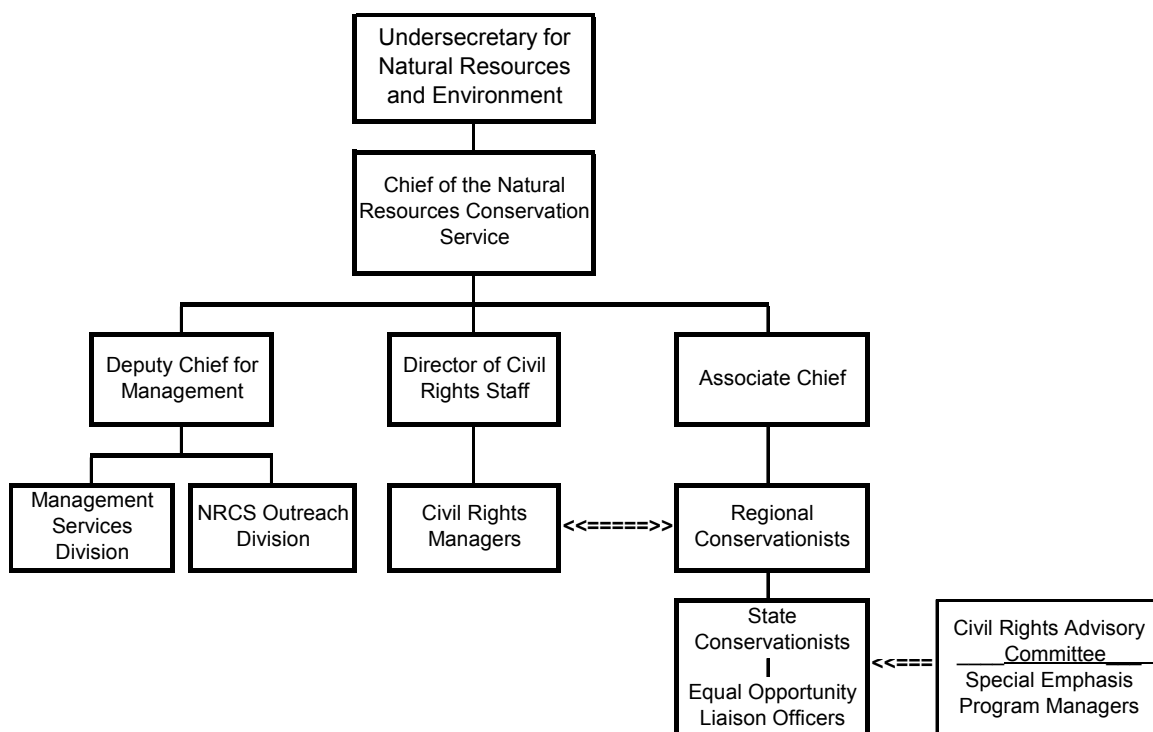 Undersecretary for
Natural Resources
and Environment
Chief of the Natural
Resources Conservation
Service
Deputy Chief for
Management
Director of Civil
Rights Staff
Associate Chief
Management
Services
Division
NRCS Outreach
Division
Civil Rights
Managers
<<=====>>
Regional
Conservationists
State
Conservationists
Equal Opportunity
Liaison Officers
<<===
Civil Rights Advisory
____Committee___
Special Emphasis
Program Managers